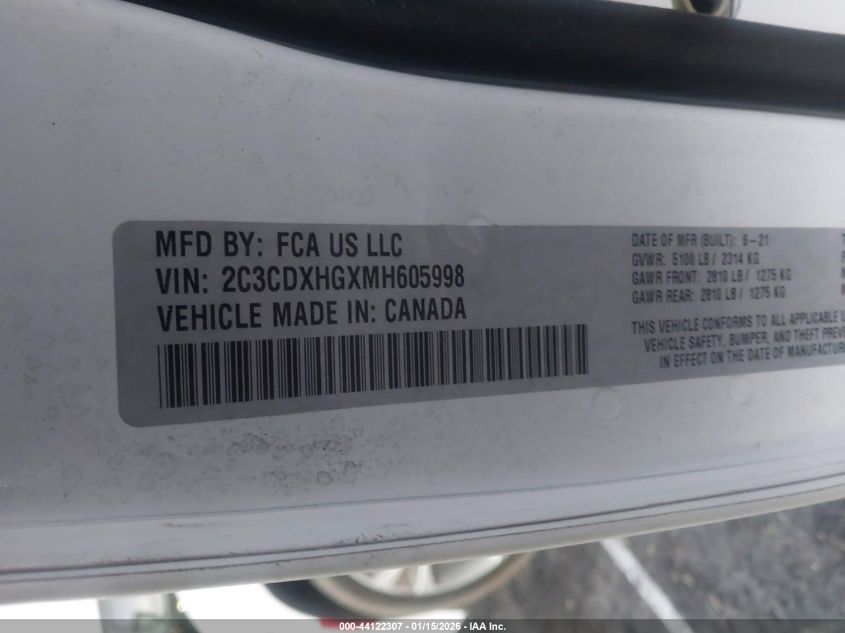 MFD BY: FCA US LLC
VIN: 2C3CDXHGXMH605998
VEHICLE MADE IN: CANADA
DATE OF MFR (BUILT): 6-21
GVWR: 5100 LB / 2314 KG
GAWR FRONT: 2810 LB / 1275 KG
GAWR REAR: 2810 LB / 1275 KG
THIS VEHICLE CONFORMS TO ALL APPLICABLE
VEHICLE SAFETY, BUMPER, AND THEFT PREVE
IN EFFECT ON THE DATE OF MANUFACTUR
000-44122307 - 01/15/2026 - IAA Inc.